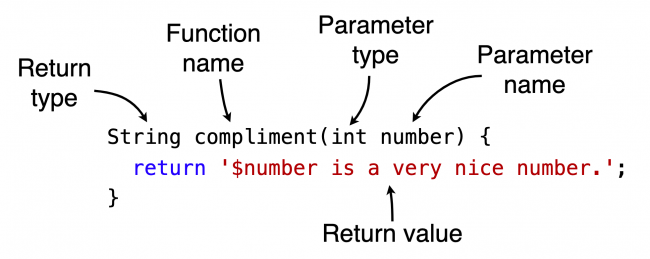 Return
type
Function
name
Parameter
type
Parameter
name
String compliment(int number) {
return '$number is a very nice number.';
}
Return value